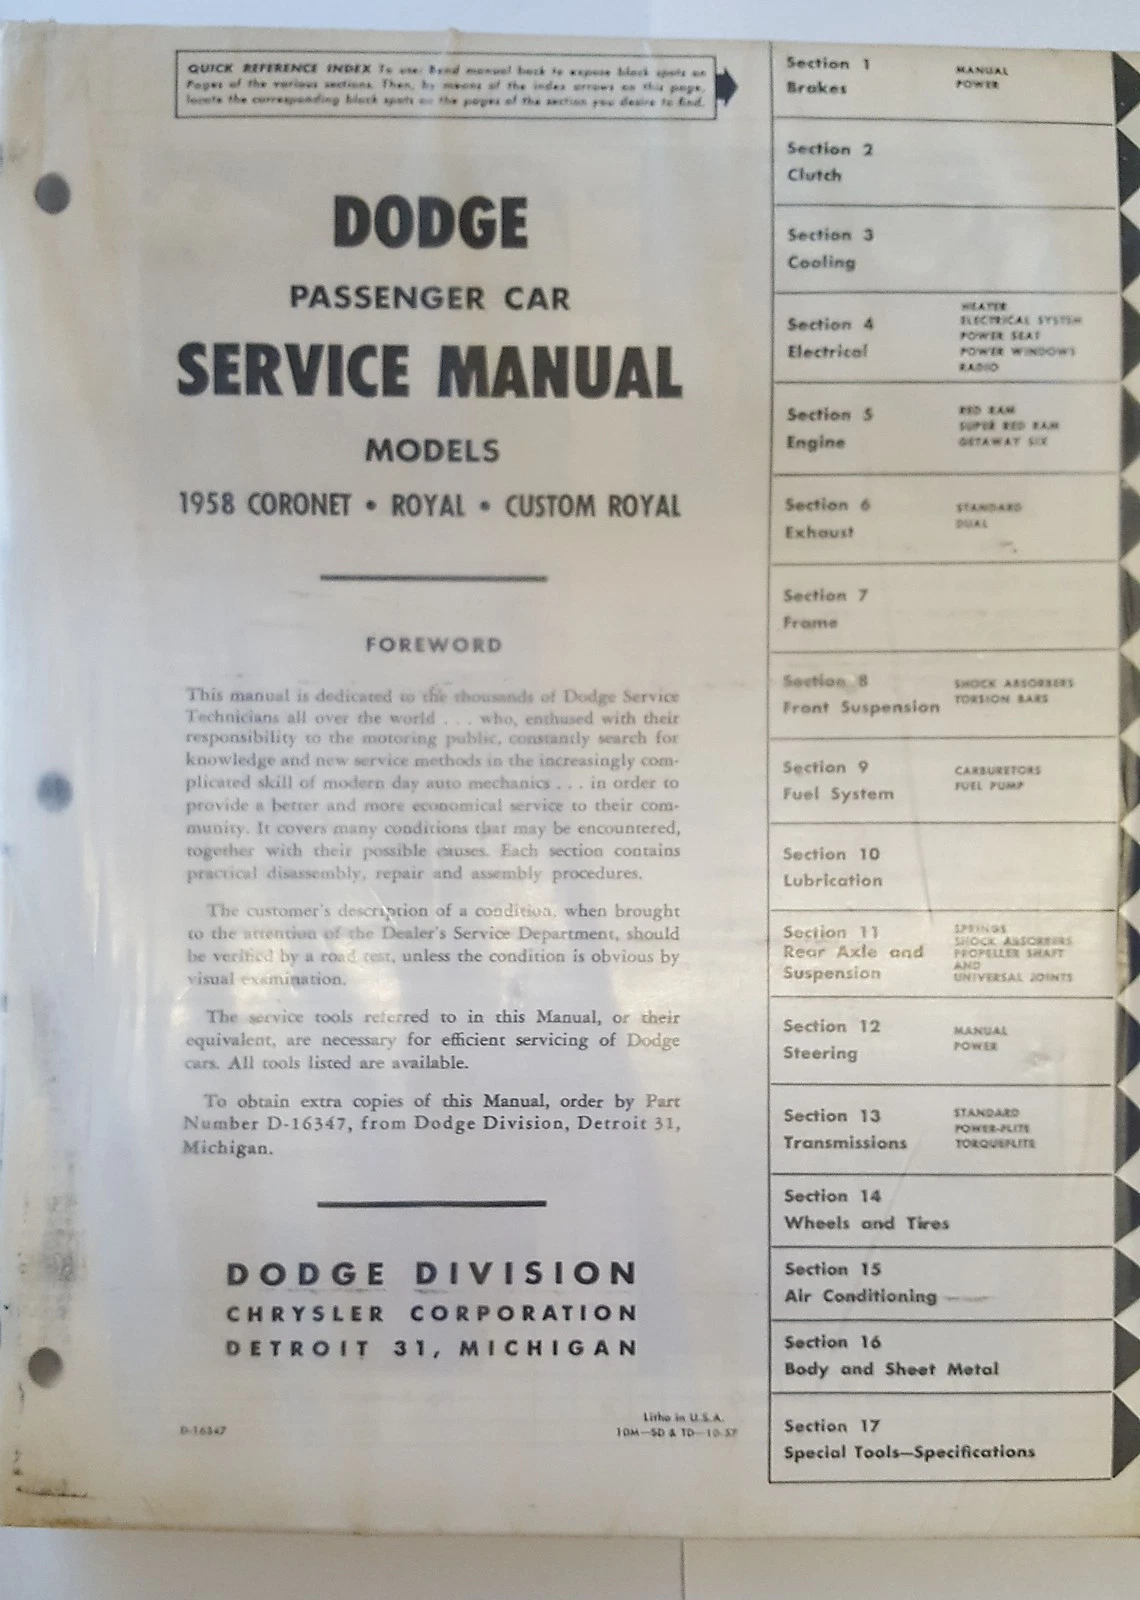 QUICK REFERENCE INDEX To use: Bend manual back to expose black spots on
Pages of the various sections. Then, by means of the index arrows on this page,
locate the corresponding black spots on the pages of the section you desire to find.
DODGE
PASSENGER CAR
SERVICE MANUAL
MODELS
1958 CORONET • ROYAL • CUSTOM ROYAL
FOREWORD
This manual is dedicated to the thousands of Dodge Service
Technicians all over the world . . . who, enthused with their
responsibility to the motoring public, constantly search for
knowledge and new service methods in the increasingly com-
plicated skill of modern day auto mechanics . . . in order to
provide a better and more economical service to their com-
munity. It covers many conditions that may be encountered,
together with their possible causes. Each section contains
practical disassembly, repair and assembly procedures.
The customer's description of a condition, when brought
to the attention of the Dealer's Service Department, should
be verified by a road test, unless the condition is obvious by
visual examination.
The service tools referred to in this Manual, or their
equivalent, are necessary for efficient servicing of Dodge
cars. All tools listed are available.
To obtain extra copies of this Manual, order by Part
Number D-16347, from Dodge Division, Detroit 31,
Michigan.
DODGE DIVISION
CHRYSLER CORPORATION
DETROIT 31, MICHIGAN
D-16347
Litho in U.S.A.
10M—SD & TD—10-57
Section 1
Brakes
MANUAL
POWER
Section 2
Clutch
Section 3
Cooling
Section 4
Electrical
HEATER
ELECTRICAL SYSTEM
POWER SEAT
POWER WINDOWS
RADIO
Section 5
Engine
RED RAM
SUPER RED RAM
GETAWAY SIX
Section 6
Exhaust
STANDARD
DUAL
Section 7
Frame
Section 8
Front Suspension
SHOCK ABSORBERS
TORSION BARS
Section 9
Fuel System
CARBURETORS
FUEL PUMP
Section 10
Lubrication
Section 11
Rear Axle and
Suspension
SPRINGS
SHOCK ABSORBERS
PROPELLER SHAFT
AND
UNIVERSAL JOINTS
Section 12
Steering
MANUAL
POWER
Section 13
Transmissions
STANDARD
POWER-FLITE
TORQUEFLITE
Section 14
Wheels and Tires
Section 15
Air Conditioning
Section 16
Body and Sheet Metal
Section 17
Special Tools—Specifications